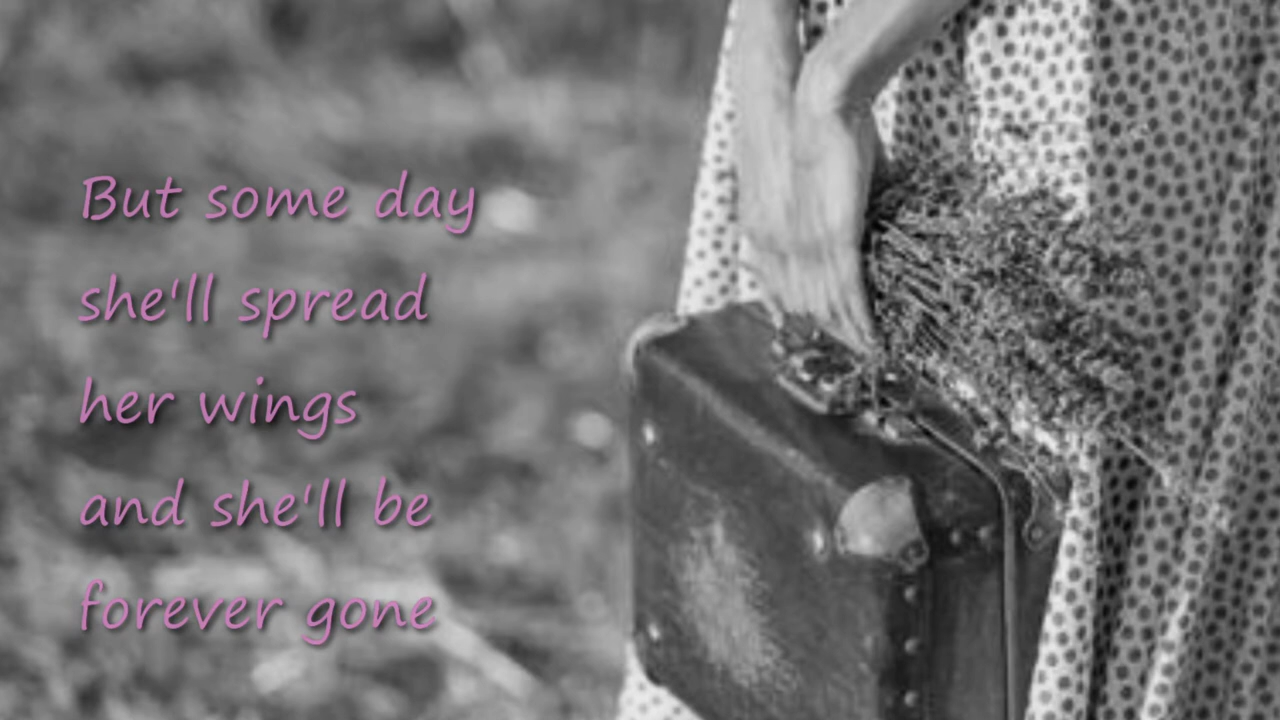 But some day
she'll spread
her wings
and she'll be
forever gone